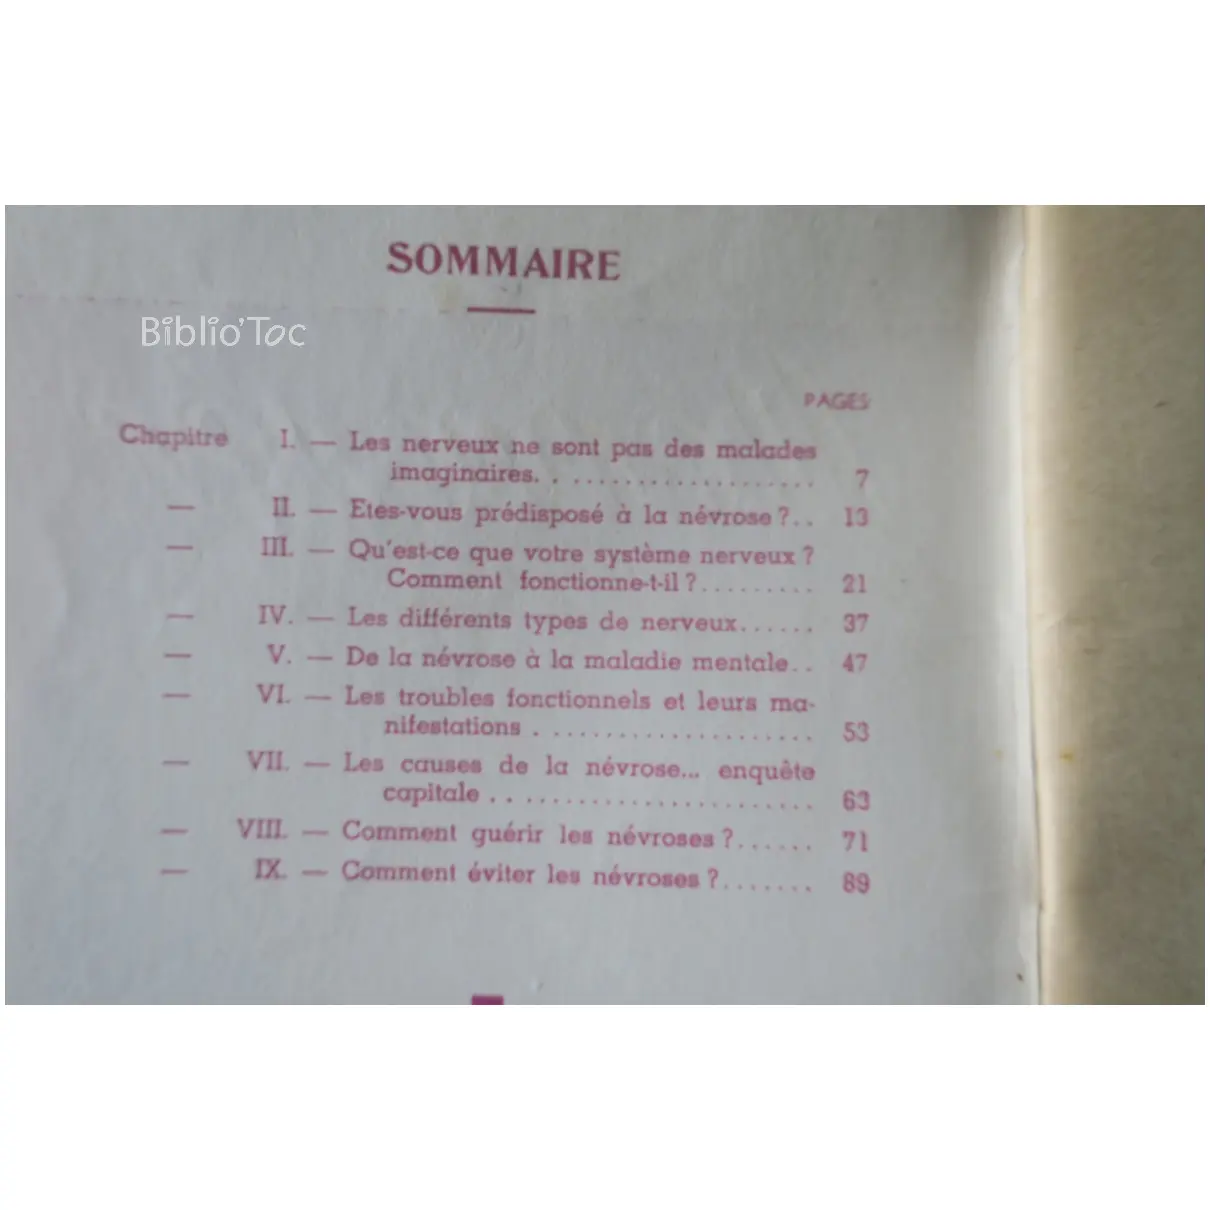 SOMMAIRE
Biblio'Toc
PAGES
Chapitre I. — Les nerveux ne sont pas des malades
imaginaires. . .................... 7
— II. — Etes-vous prédisposé à la névrose ?.. 13
— III. — Qu'est-ce que votre système nerveux ?
Comment fonctionne-t-il ?......... 21
— IV. — Les différents types de nerveux...... 37
— V. — De la névrose à la maladie mentale.. 47
— VI. — Les troubles fonctionnels et leurs ma-
nifestations . .................... 53
— VII. — Les causes de la névrose... enquête
capitale . ........................ 63
— VIII. — Comment guérir les névroses ?...... 71
— IX. — Comment éviter les névroses ?....... 89